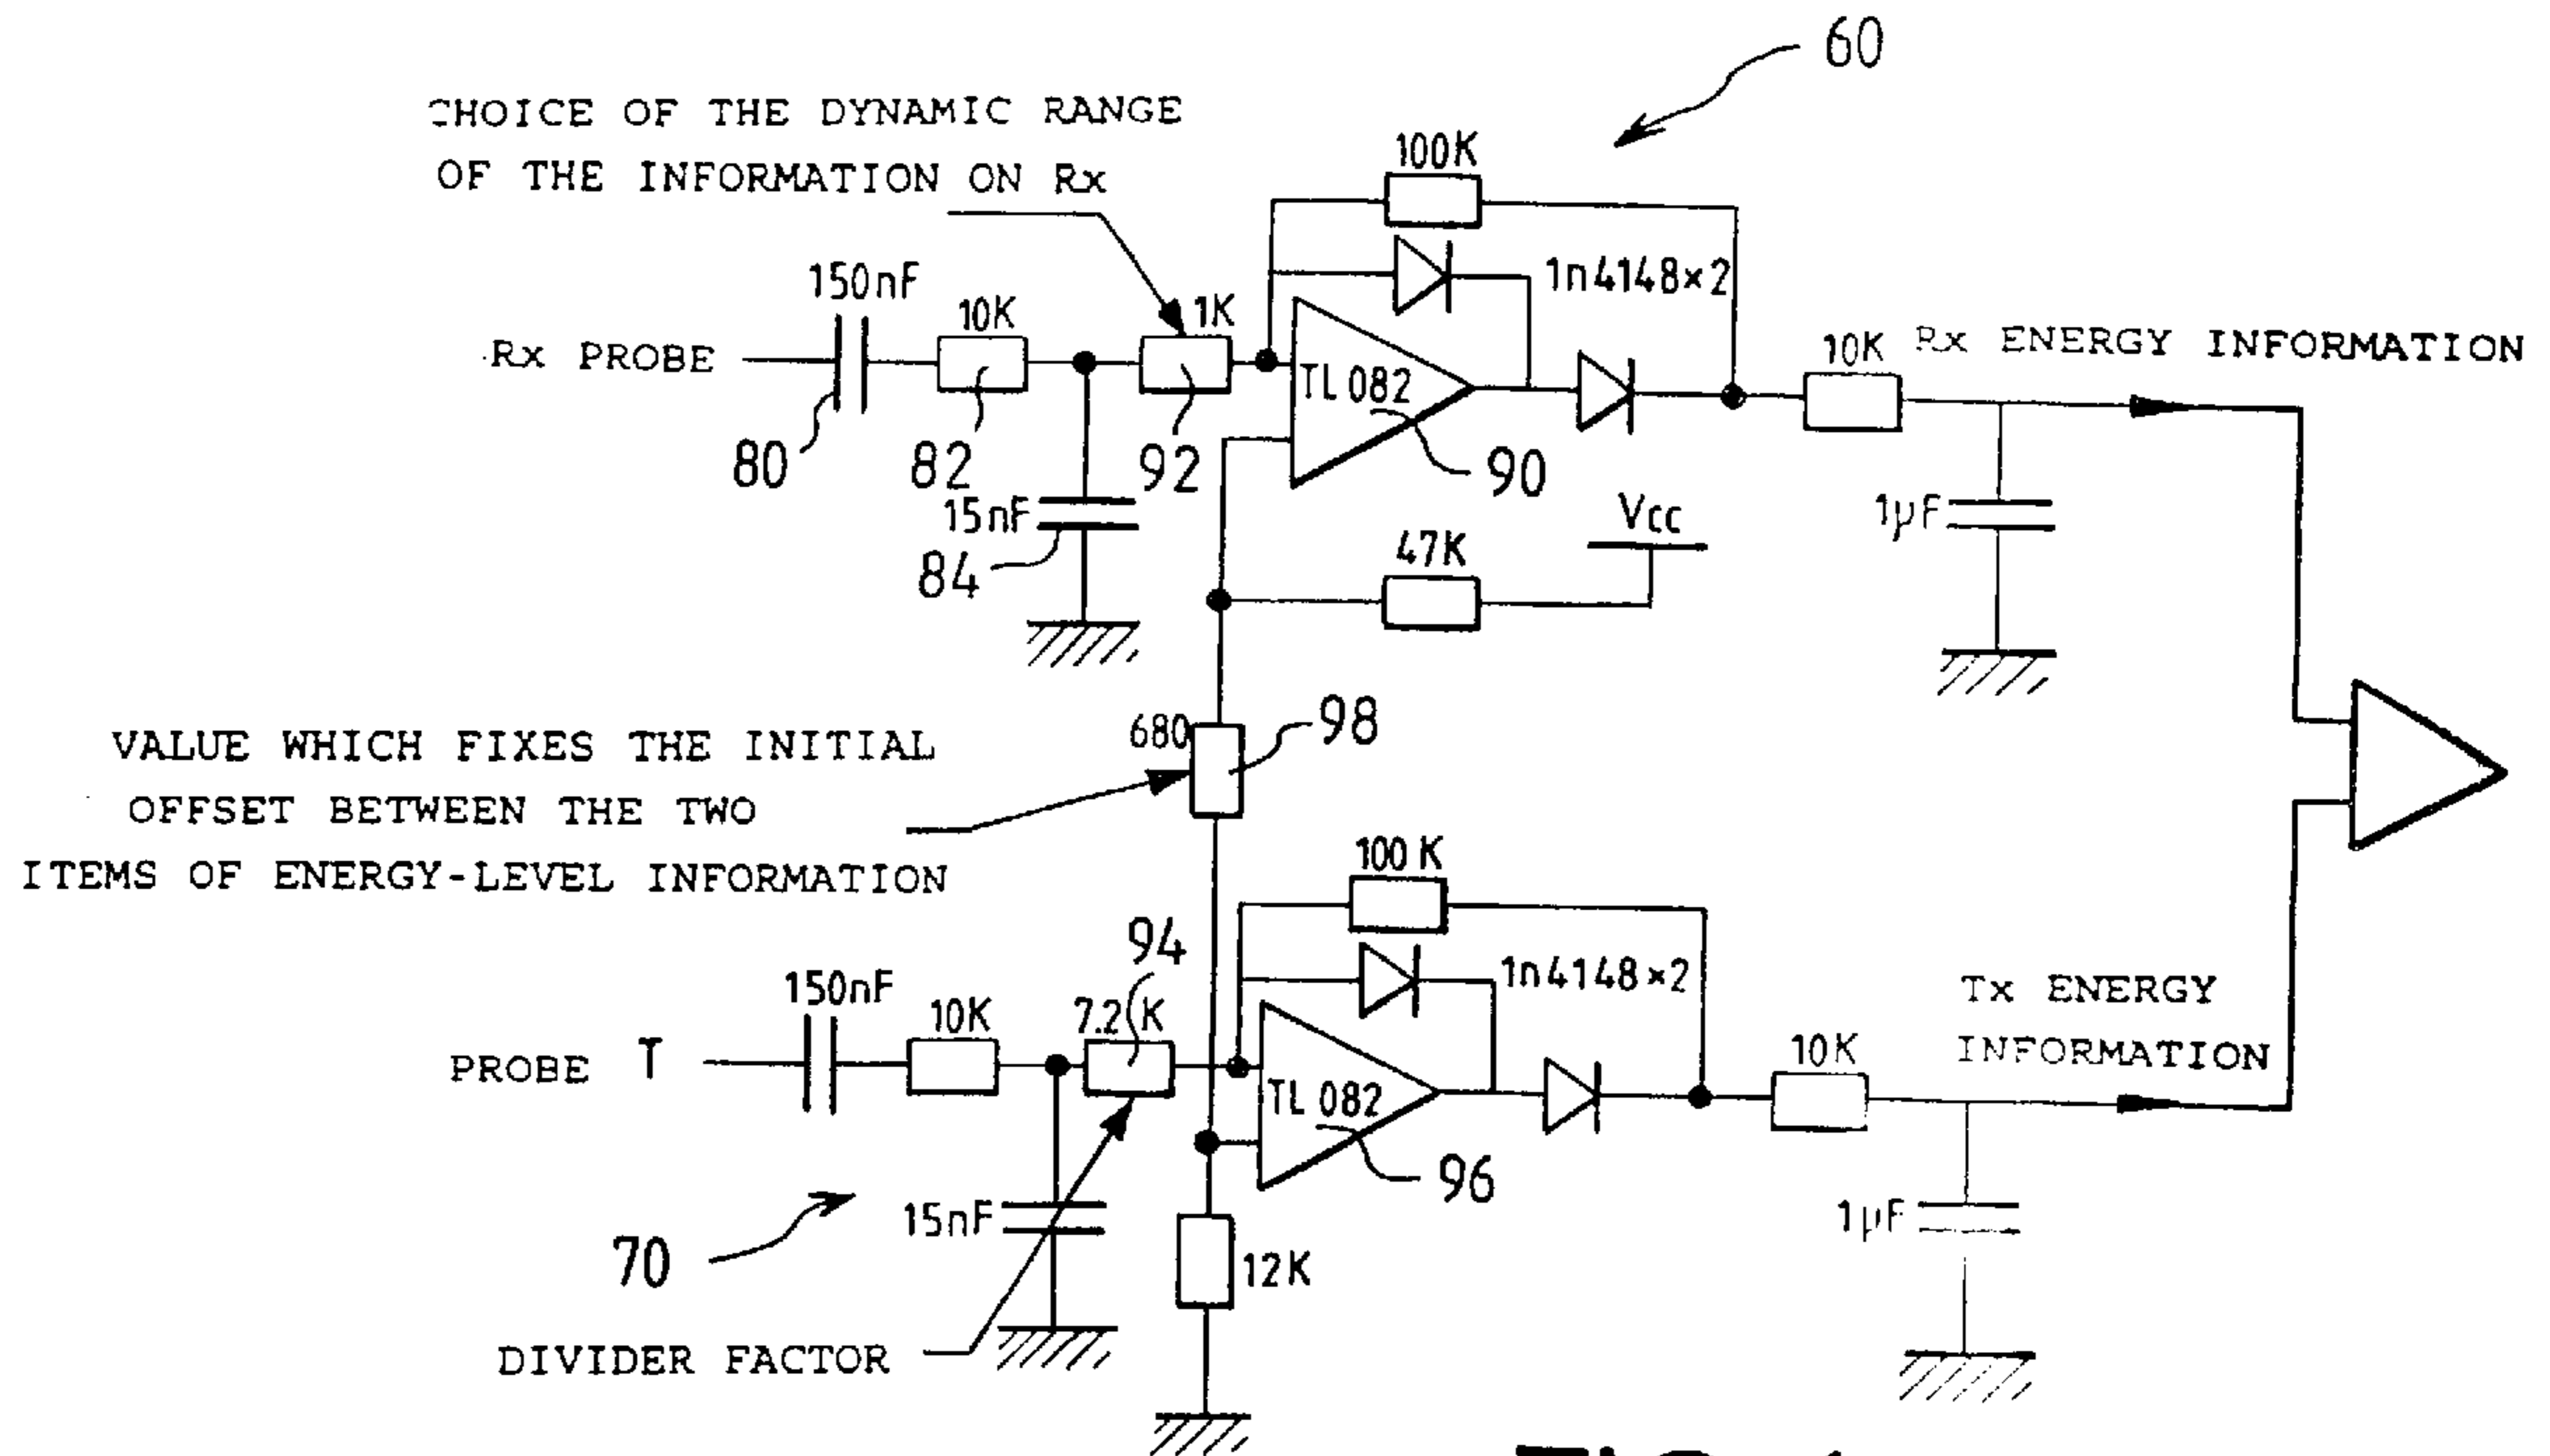 60
CHOICE OF THE DYNAMIC RANGE
OF THE INFORMATION ON Rx
100K
150nF
10K
1K
1n4148×2
Rx PROBE
TL 082
10K
Rx ENERGY INFORMATION
80
82
92
90
15nF
84
Vcc
47K
1µF
680
98
VALUE WHICH FIXES THE INITIAL
OFFSET BETWEEN THE TWO
ITEMS OF ENERGY-LEVEL INFORMATION
100 K
94
150nF
10K
7.2 K
1n4148×2
Tx ENERGY
INFORMATION
PROBE T
TL 082
10K
96
15nF
70
12K
1µF
DIVIDER FACTOR